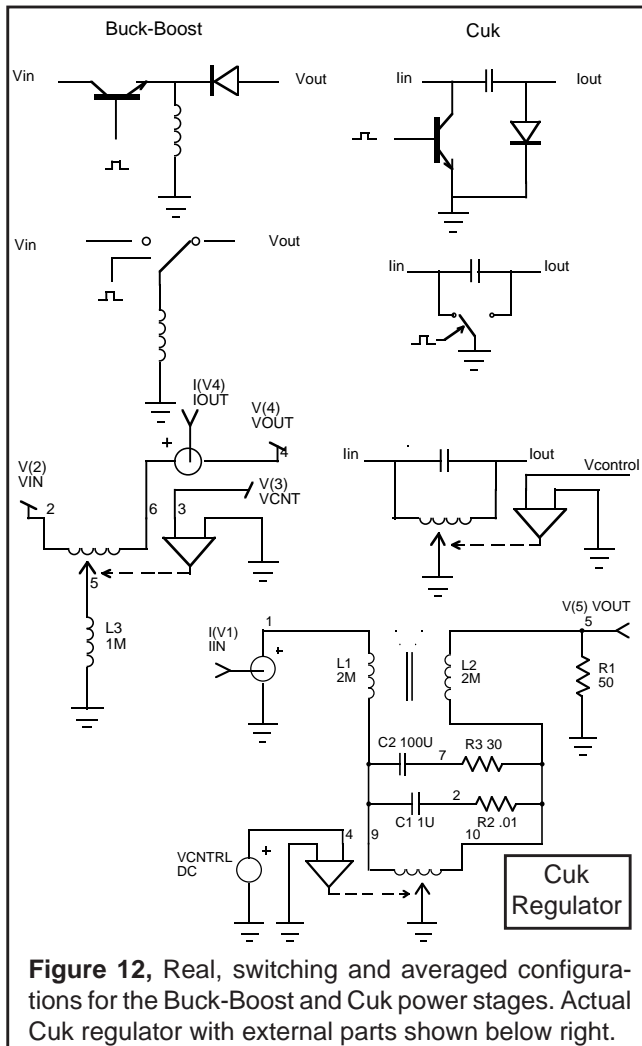 Buck-Boost
Cuk
Vin
Vout
Iin
Iout
Vin
Vout
Iin
Iout
I(V4)
IOUT
V(4)
VOUT
4
V(2)
VIN
2
6
3
V(3)
VCNT
5
L3
1M
Iin
Iout
Vcontrol
I(V1)
IIN
1
L1
2M
L2
2M
V(5) VOUT
5
R1
50
C2 100U
7
R3 30
C1 1U
2
R2 .01
9
10
VCNTRL
DC
4
Cuk
Regulator
Figure 12, Real, switching and averaged configura-
tions for the Buck-Boost and Cuk power stages. Actual
Cuk regulator with external parts shown below right.